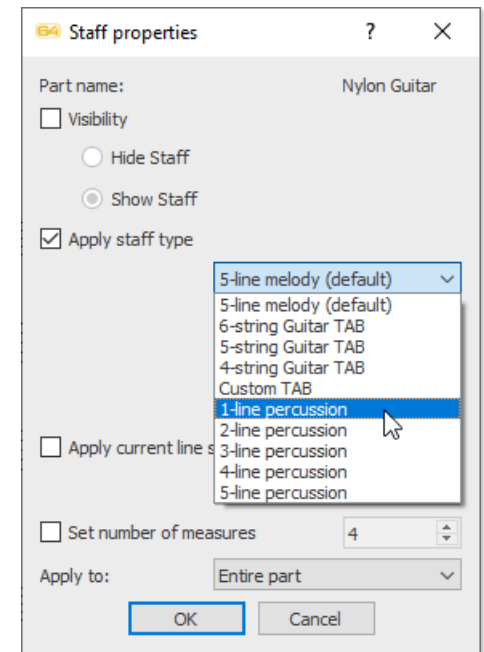 64 Staff properties ? X
Part name: Nylon Guitar
Visibility
Hide Staff
Show Staff
Apply staff type
5-line melody (default)
5-line melody (default)
6-string Guitar TAB
5-string Guitar TAB
4-string Guitar TAB
Custom TAB
1-line percussion
2-line percussion
Apply current line s
3-line percussion
4-line percussion
5-line percussion
Set number of measures 4
Apply to: Entire part
OK Cancel